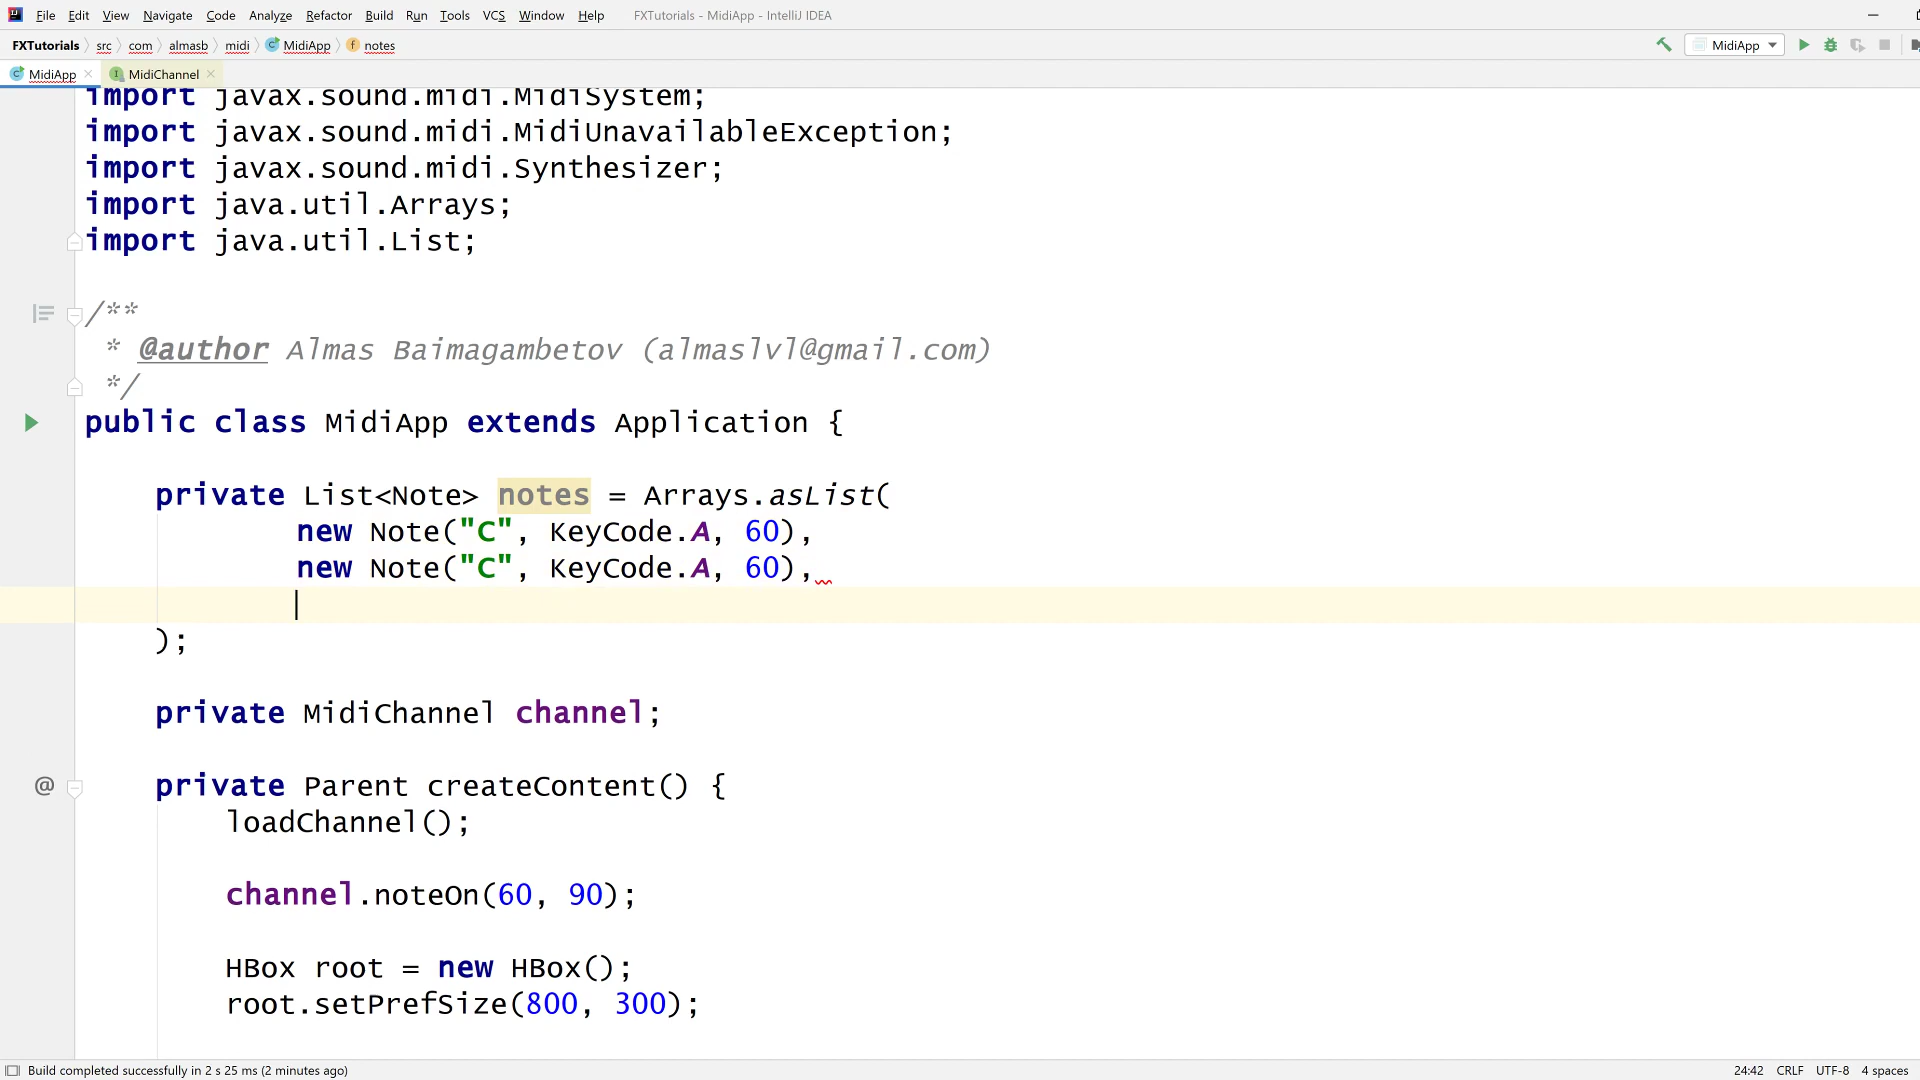 File Edit View Navigate Code Analyze Refactor Build Run Tools VCS Window Help FXTutorials - MidiApp - IntelliJ IDEA
FXTutorials src com almasb midi MidiApp notes MidiApp
MidiApp MidiChannel
import javax.sound.midi.MidiSystem;
import javax.sound.midi.MidiUnavailableException;
import javax.sound.midi.Synthesizer;
import java.util.Arrays;
import java.util.List;
/**
* @author Almas Baimagambetov (almaslvl@gmail.com)
*/
public class MidiApp extends Application {
private List<Note> notes = Arrays.asList(
new Note("C", KeyCode.A, 60),
new Note("C", KeyCode.A, 60),
);
private MidiChannel channel;
@ private Parent createContent() {
loadChannel();
channel.noteOn(60, 90);
HBox root = new HBox();
root.setPrefSize(800, 300);
Build completed successfully in 2 s 25 ms (2 minutes ago) 24:42 CRLF UTF-8 4 spaces